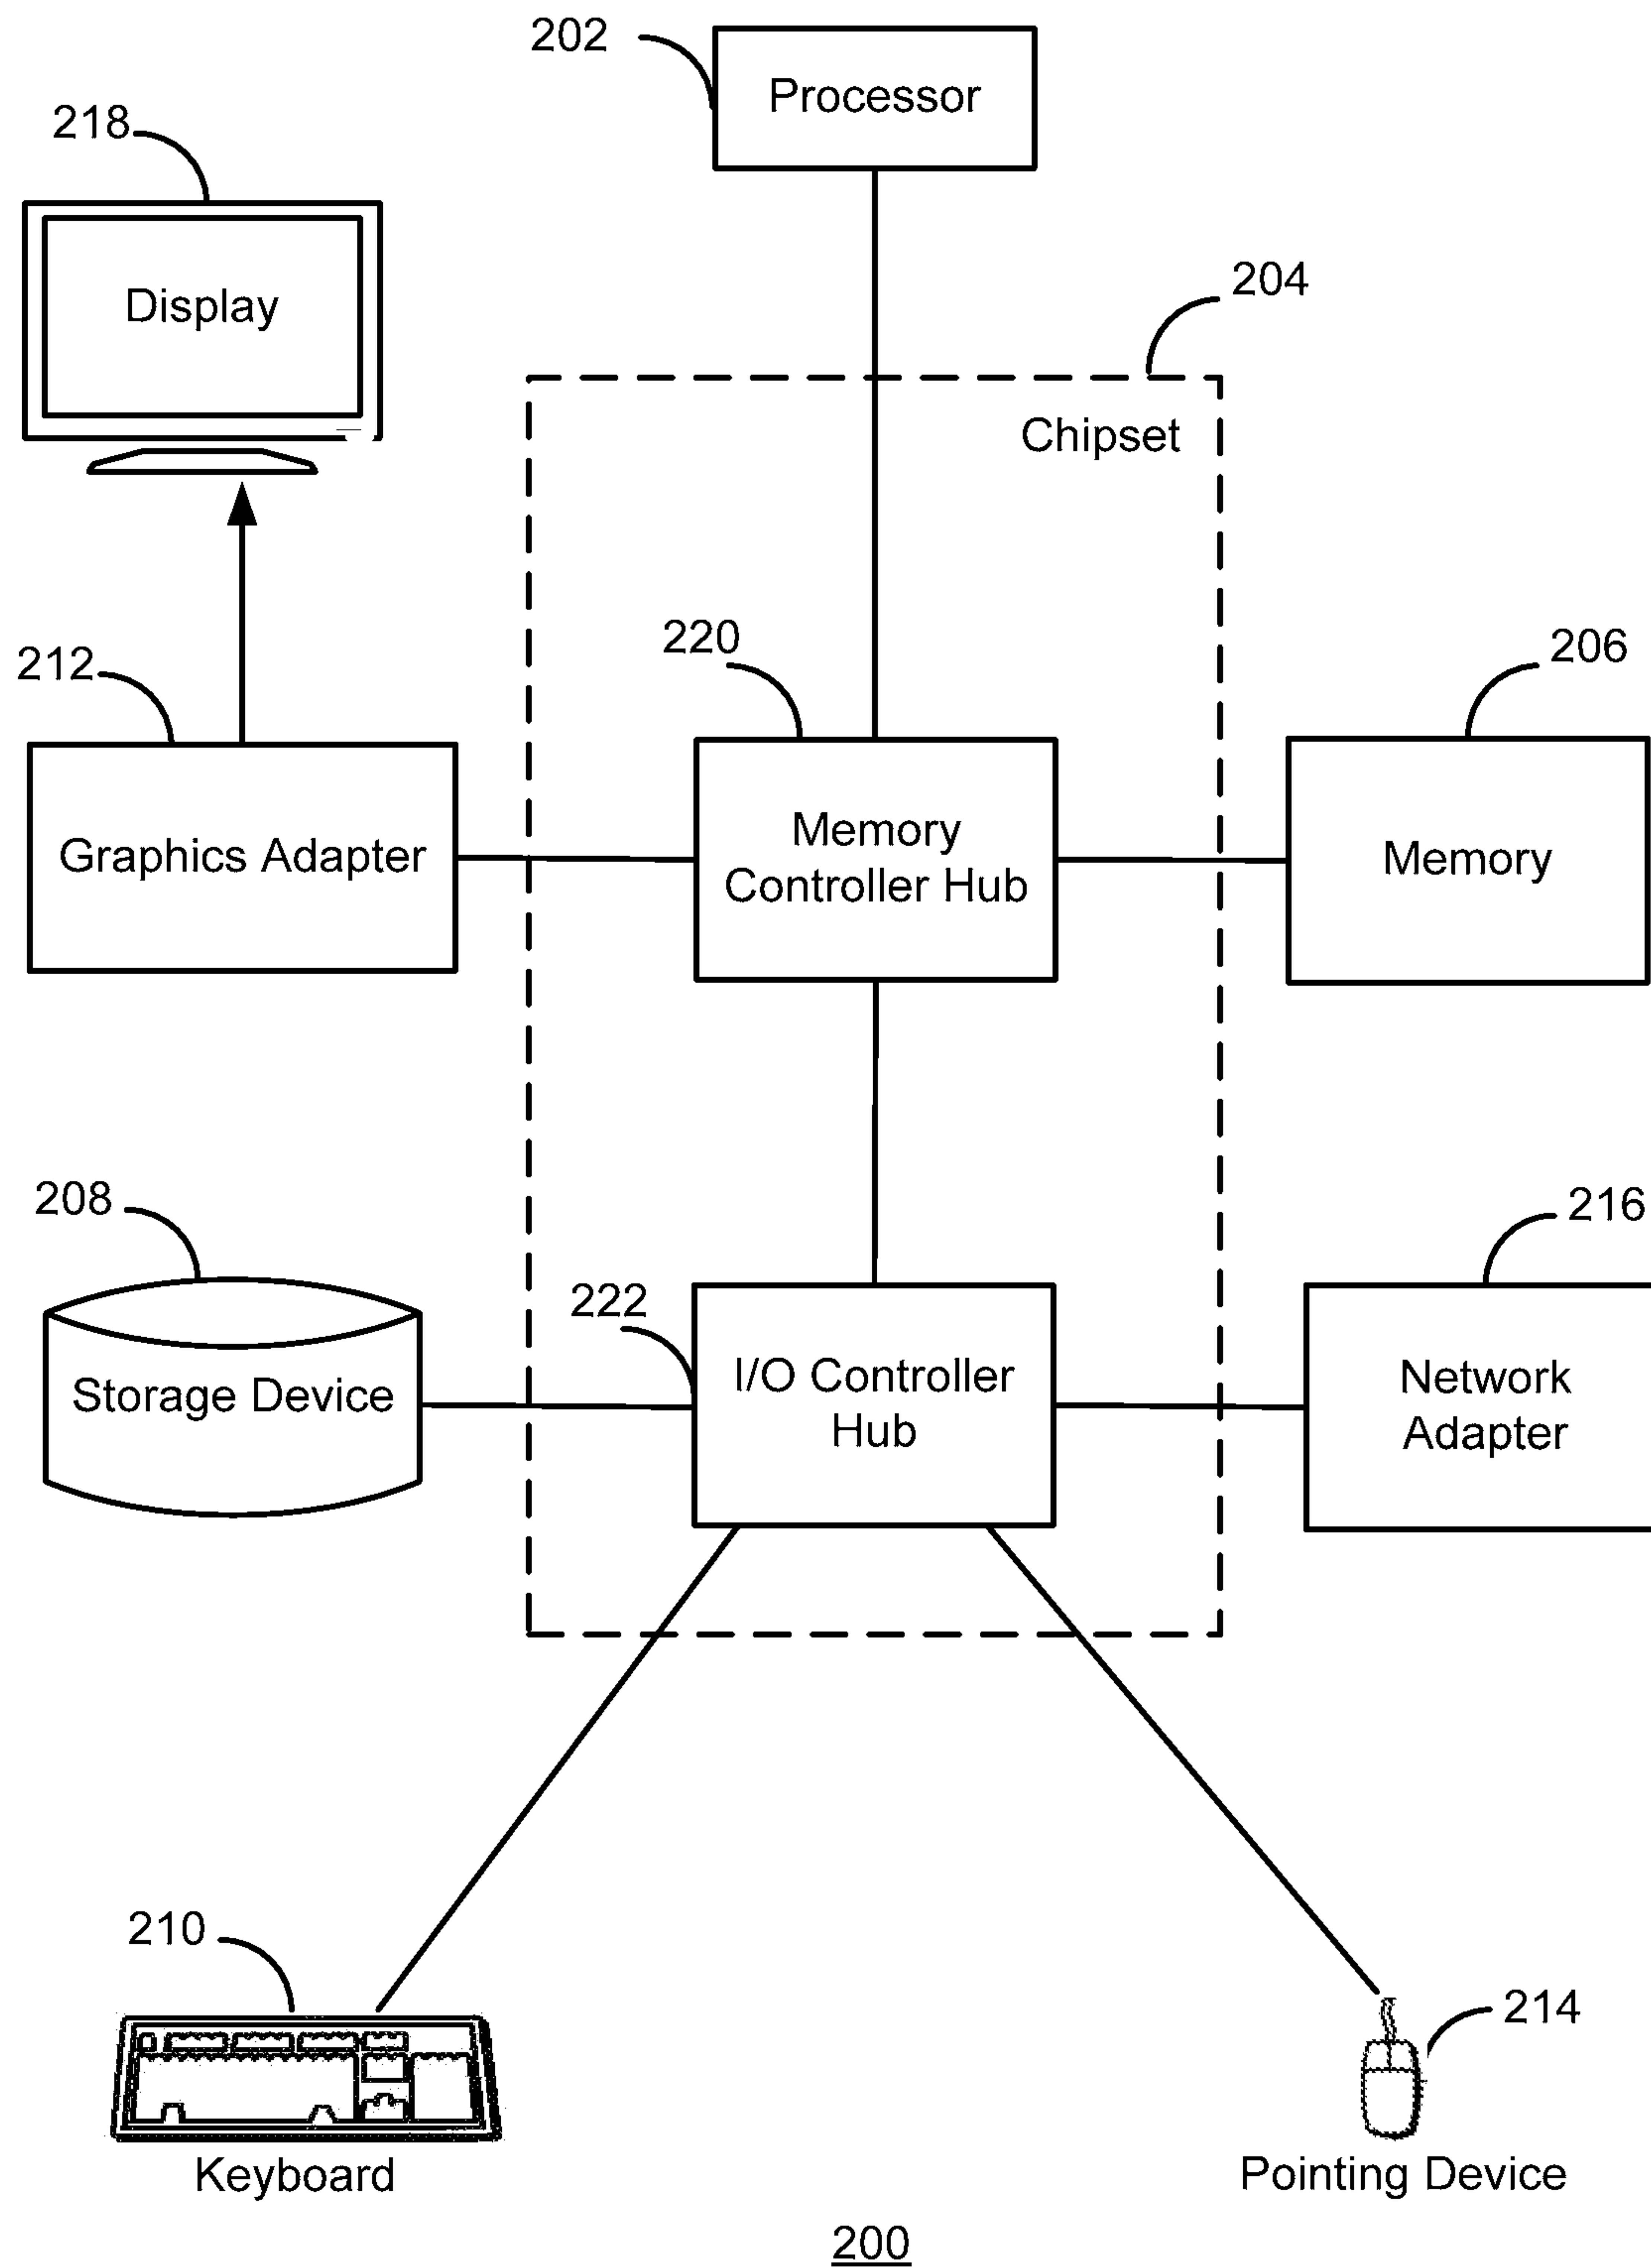 202
Processor
218
Display
204
Chipset
212
220
206
Graphics Adapter
Memory
Controller Hub
Memory
208
222
216
Storage Device
I/O Controller
Hub
Network
Adapter
210
Keyboard
214
Pointing Device
200